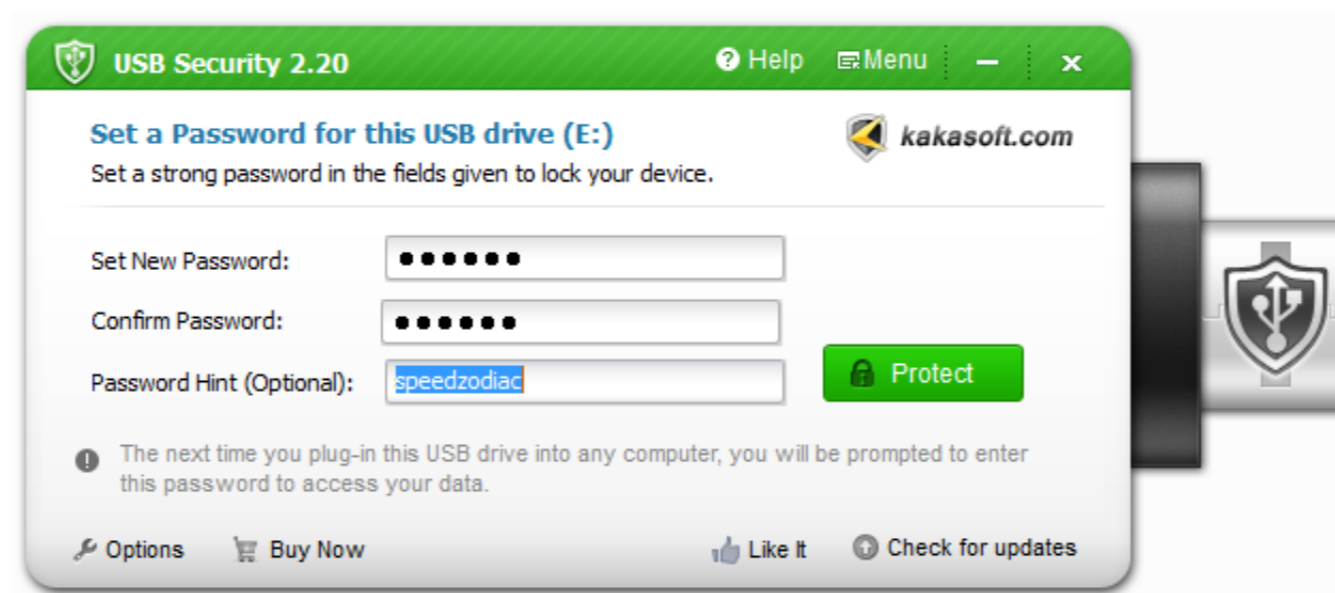 USB Security 2.20 Help Menu
Set a Password for this USB drive (E:)
kakasoft.com
Set a strong password in the fields given to lock your device.
Set New Password: ●●●●●●
Confirm Password: ●●●●●●
Password Hint (Optional): speedzodiac
Protect
The next time you plug-in this USB drive into any computer, you will be prompted to enter
this password to access your data.
Options Buy Now Like It Check for updates